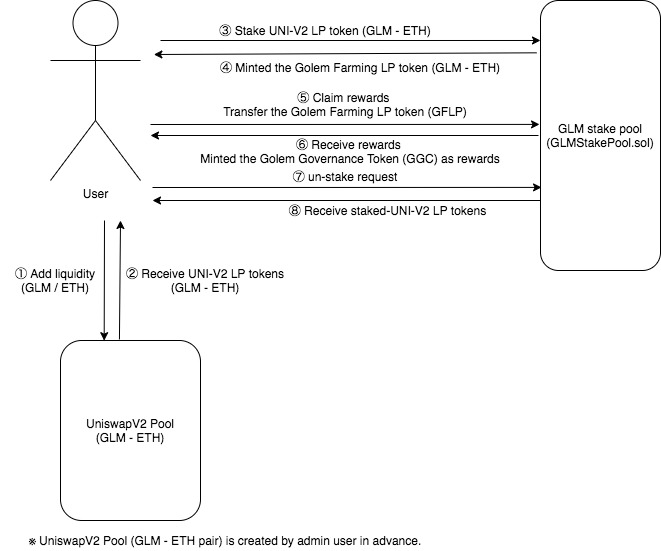 ③ Stake UNI-V2 LP token (GLM - ETH)
④ Minted the Golem Farming LP token (GLM - ETH)
⑤ Claim rewards
Transfer the Golem Farming LP token (GFLP)
⑥ Receive rewards
Minted the Golem Governance Token (GGC) as rewards
⑦ un-stake request
⑧ Receive staked-UNI-V2 LP tokens
GLM stake pool
(GLMStakePool.sol)
User
① Add liquidity
(GLM / ETH)
② Receive UNI-V2 LP tokens
(GLM - ETH)
UniswapV2 Pool
(GLM - ETH)
※ UniswapV2 Pool (GLM - ETH pair) is created by admin user in advance.